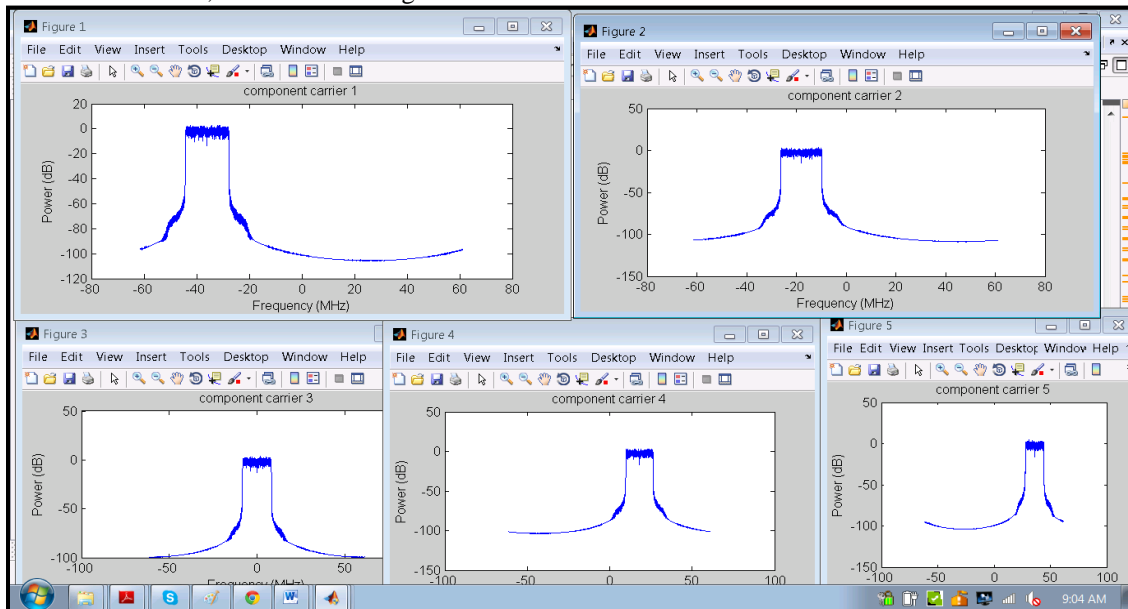 Figure 1
File Edit View Insert Tools Desktop Window Help
component carrier 1
20
0
-20
-40
-60
-80
-100
-120
Power (dB)
-80 -60 -40 -20 0 20 40 60 80
Frequency (MHz)
Figure 2
File Edit View Insert Tools Desktop Window Help
component carrier 2
50
0
-50
-100
-150
Power (dB)
-80 -60 -40 -20 0 20 40 60 80
Frequency (MHz)
Figure 3
File Edit View Insert Tools Desktop Window Help
component carrier 3
50
0
-50
-100
Power (dB)
-100 -50 0 50
Figure 4
File Edit View Insert Tools Desktop Window Help
component carrier 4
50
0
-50
-100
-150
Power (dB)
-100 -50 0 50 100
Figure 5
File Edit View Insert Tools Desktop Window Help
component carrier 5
50
0
-50
-100
-150
Power (dB)
-100 -50 0 50 100
9:04 AM